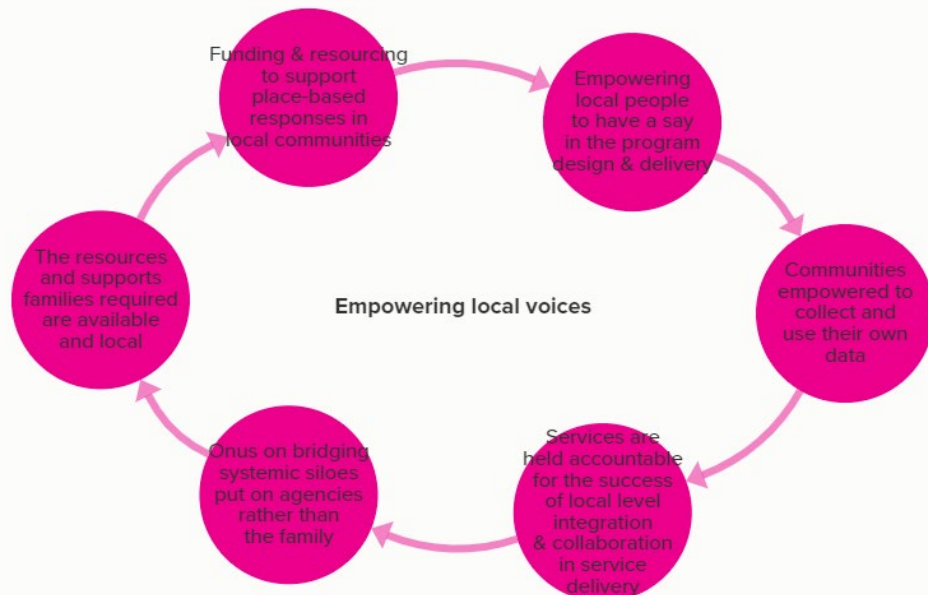 Funding & resourcing
to support
place-based
responses in
local communities
Empowering
local people
to have a say
in the program
design & delivery
Communities
empowered to
collect and
use their own
data
Services are
held accountable
for the success
of local level
integration
& collaboration
in service
delivery
Onus on bridging
systemic siloes
put on agencies
rather than
the family
The resources
and supports
families required
are available
and local
Empowering local voices